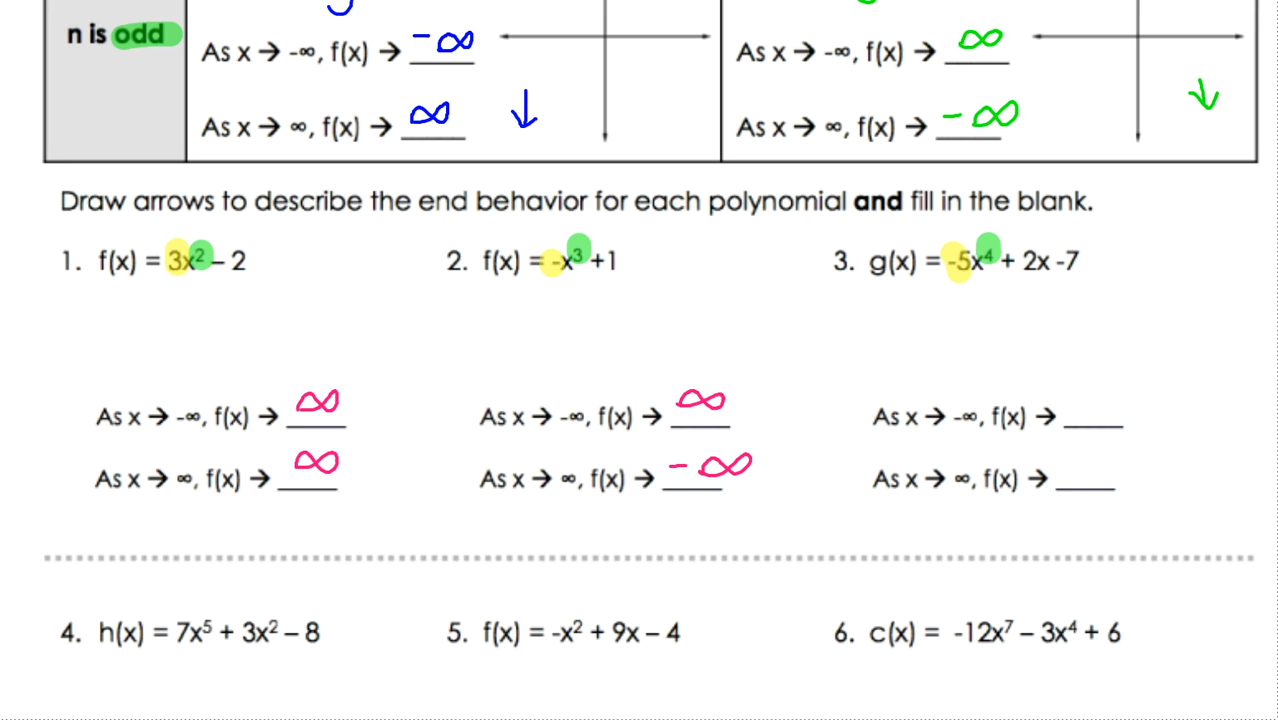 n is odd
As x → -∞, f(x) → -∞
As x → ∞, f(x) → ∞
As x → -∞, f(x) → ∞
As x → ∞, f(x) → -∞
Draw arrows to describe the end behavior for each polynomial and fill in the blank.
1. f(x) = 3x² – 2
2. f(x) = -x³ +1
3. g(x) = -5x⁴ + 2x -7
As x → -∞, f(x) → ∞
As x → ∞, f(x) → ∞
As x → -∞, f(x) → ∞
As x → ∞, f(x) → -∞
As x → -∞, f(x) → ____
As x → ∞, f(x) → ____
4. h(x) = 7x⁵ + 3x² – 8
5. f(x) = -x² + 9x – 4
6. c(x) = -12x⁷ – 3x⁴ + 6